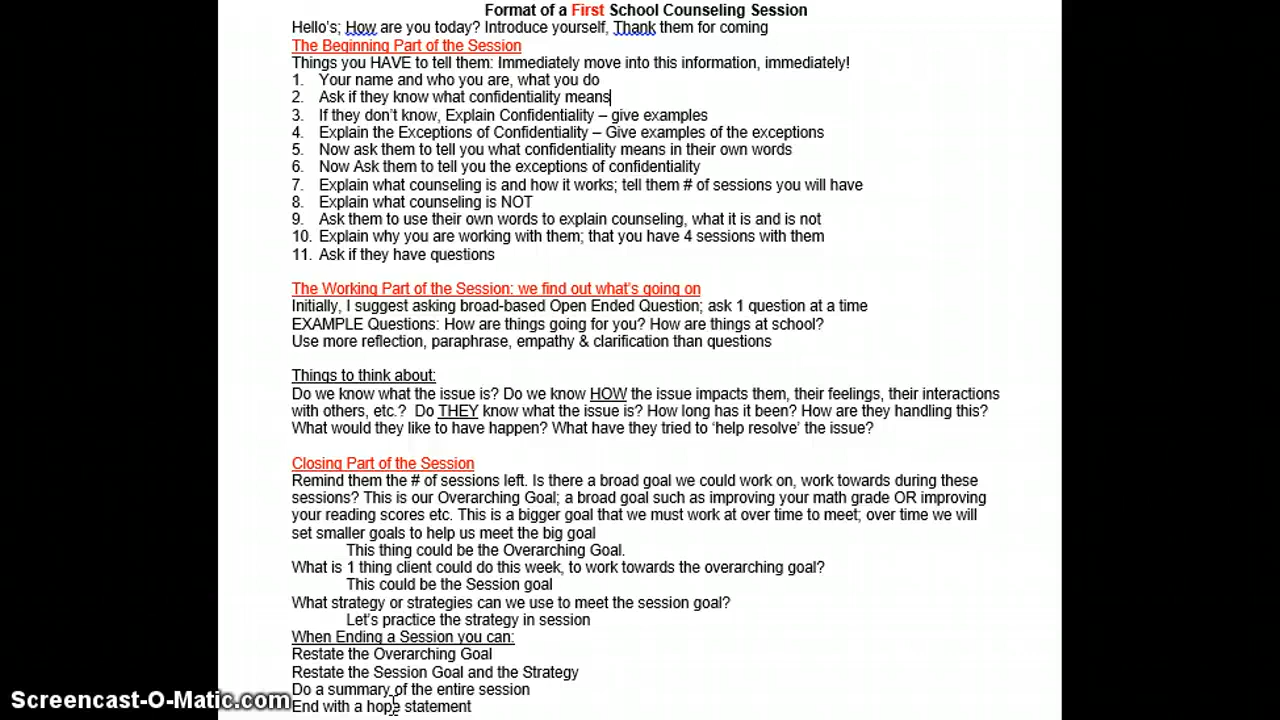 Format of a First School Counseling Session
Hello's; How are you today? Introduce yourself, Thank them for coming
The Beginning Part of the Session
Things you HAVE to tell them: Immediately move into this information, immediately!
1. Your name and who you are, what you do
2. Ask if they know what confidentiality means
3. If they don't know, Explain Confidentiality – give examples
4. Explain the Exceptions of Confidentiality – Give examples of the exceptions
5. Now ask them to tell you what confidentiality means in their own words
6. Now Ask them to tell you the exceptions of confidentiality
7. Explain what counseling is and how it works; tell them # of sessions you will have
8. Explain what counseling is NOT
9. Ask them to use their own words to explain counseling, what it is and is not
10. Explain why you are working with them; that you have 4 sessions with them
11. Ask if they have questions
The Working Part of the Session: we find out what's going on
Initially, I suggest asking broad-based Open Ended Question; ask 1 question at a time
EXAMPLE Questions: How are things going for you? How are things at school?
Use more reflection, paraphrase, empathy & clarification than questions
Things to think about:
Do we know what the issue is? Do we know HOW the issue impacts them, their feelings, their interactions
with others, etc.? Do THEY know what the issue is? How long has it been? How are they handling this?
What would they like to have happen? What have they tried to 'help resolve' the issue?
Closing Part of the Session
Remind them the # of sessions left. Is there a broad goal we could work on, work towards during these
sessions? This is our Overarching Goal; a broad goal such as improving your math grade OR improving
your reading scores etc. This is a bigger goal that we must work at over time to meet; over time we will
set smaller goals to help us meet the big goal
This thing could be the Overarching Goal.
What is 1 thing client could do this week, to work towards the overarching goal?
This could be the Session goal
What strategy or strategies can we use to meet the session goal?
Let's practice the strategy in session
When Ending a Session you can:
Restate the Overarching Goal
Restate the Session Goal and the Strategy
Do a summary of the entire session
End with a hope statement
Screencast-O-Matic.com